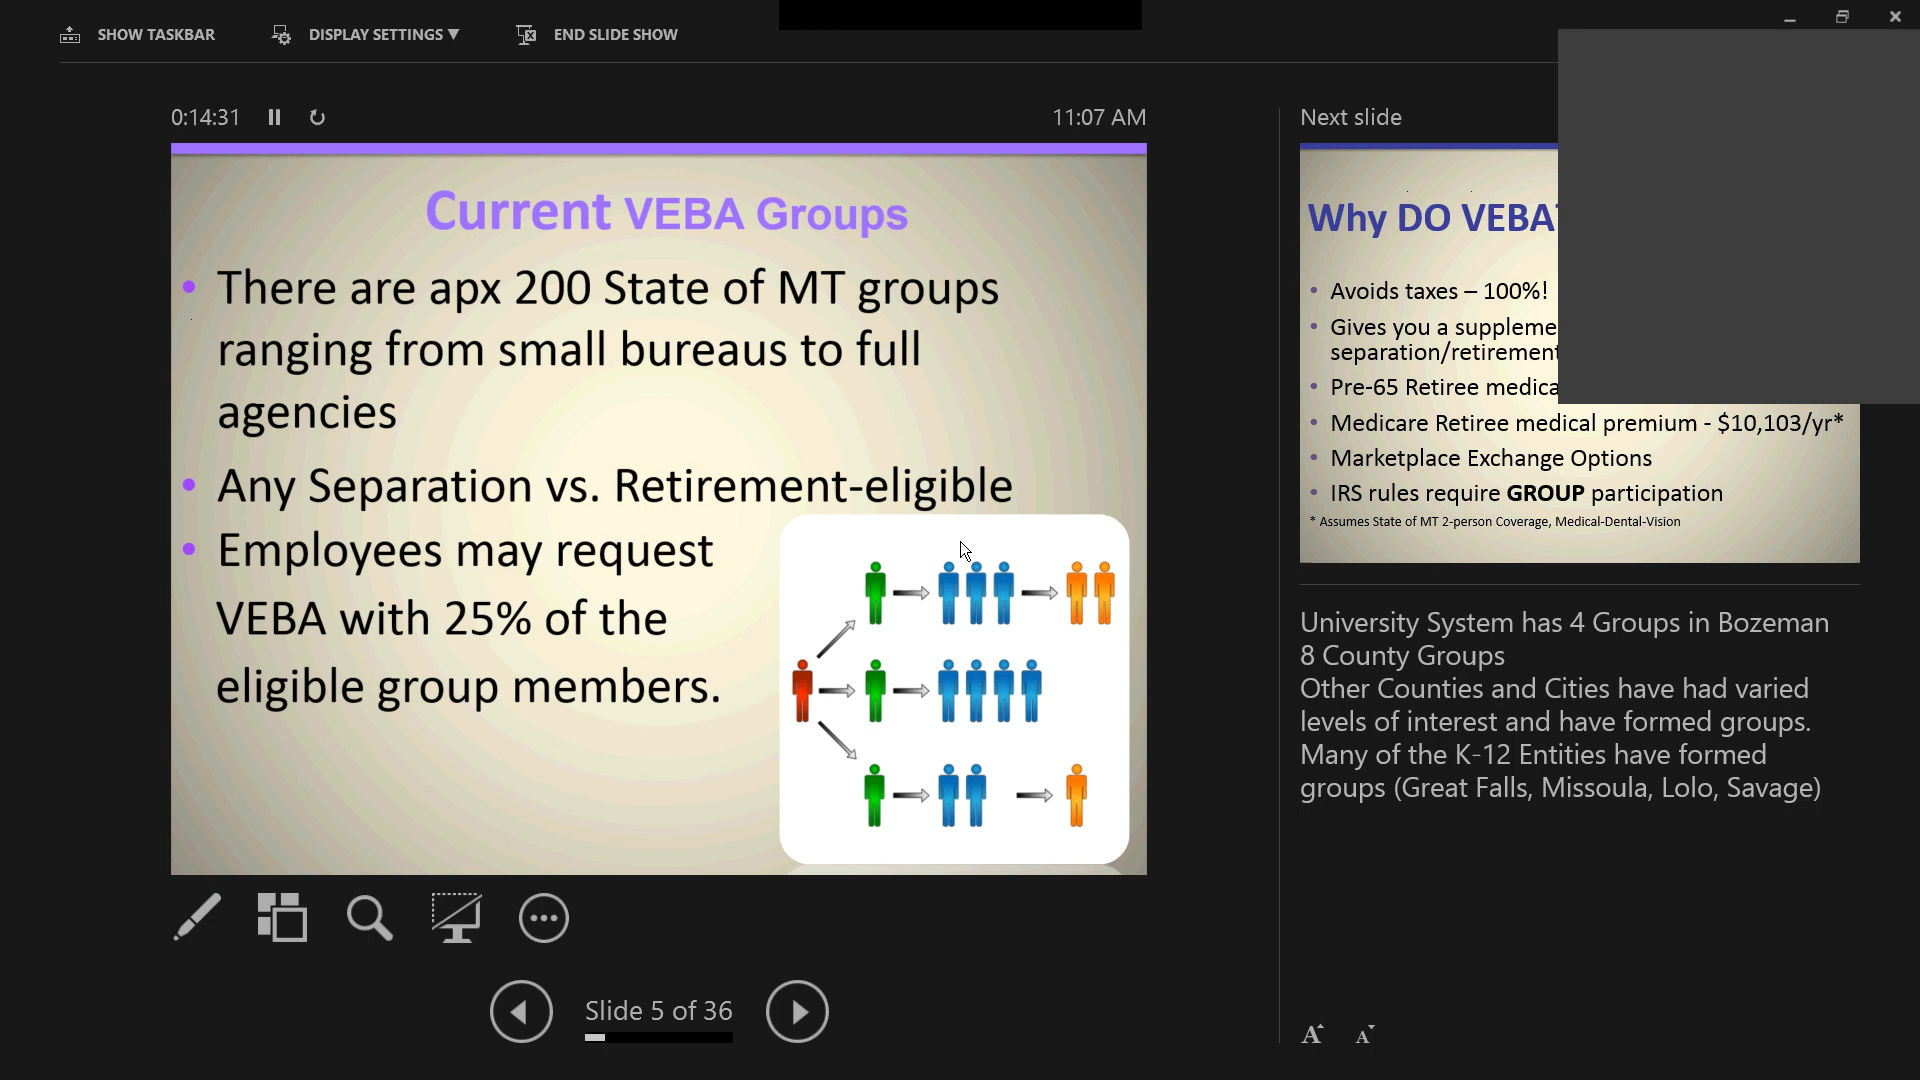 SHOW TASKBAR
DISPLAY SETTINGS ▼
END SLIDE SHOW
0:14:31
11:07 AM
Current VEBA Groups
• There are apx 200 State of MT groups
ranging from small bureaus to full
agencies
• Any Separation vs. Retirement-eligible
• Employees may request
VEBA with 25% of the
eligible group members.
Slide 5 of 36
Next slide
Why DO VEBA
• Avoids taxes – 100%!
• Gives you a
separation/retirement
• Pre-65 Retiree
• Medicare Retiree medical premium - $10,103/yr*
• Marketplace Exchange Options
• IRS rules require GROUP participation
* Assumes State of MT 2-person Coverage, Medical-Dental-Vision
University System has 4 Groups in Bozeman
8 County Groups
Other Counties and Cities have had varied
levels of interest and have formed groups.
Many of the K-12 Entities have formed
groups (Great Falls, Missoula, Lolo, Savage)
A A